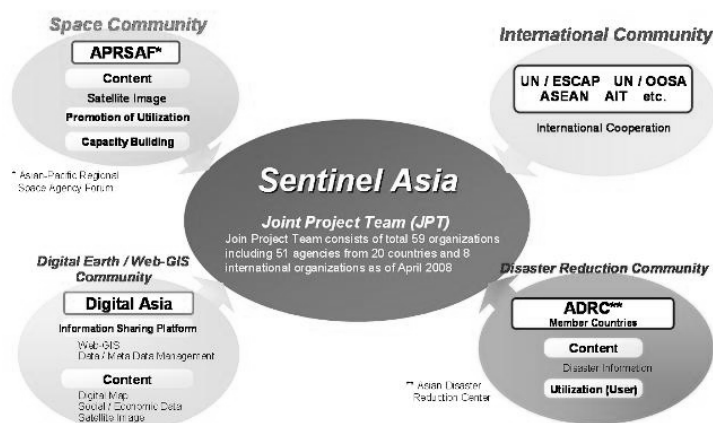 Space Community
APRSAF*
Content
Satellite Image
Promotion of Utilization
Capacity Building
* Asian-Pacific Regional
Space Agency Forum
International Community
UN / ESCAP UN / OOSA
ASEAN AIT etc.
International Cooperation
Sentinel Asia
Joint Project Team (JPT)
Join Project Team consists of total 59 organizations
including 51 agencies from 20 countries and 8
international organizations as of April 2008
Digital Earth / Web-GIS
Community
Digital Asia
Information Sharing Platform
Web-GIS
Data / Meta Data Management
Content
Digital Map
Social / Economic Data
Satellite Image
Disaster Reduction Community
ADRC**
Member Countries
Content
Disaster Information
Utilization (User)
** Asian Disaster
Reduction Center